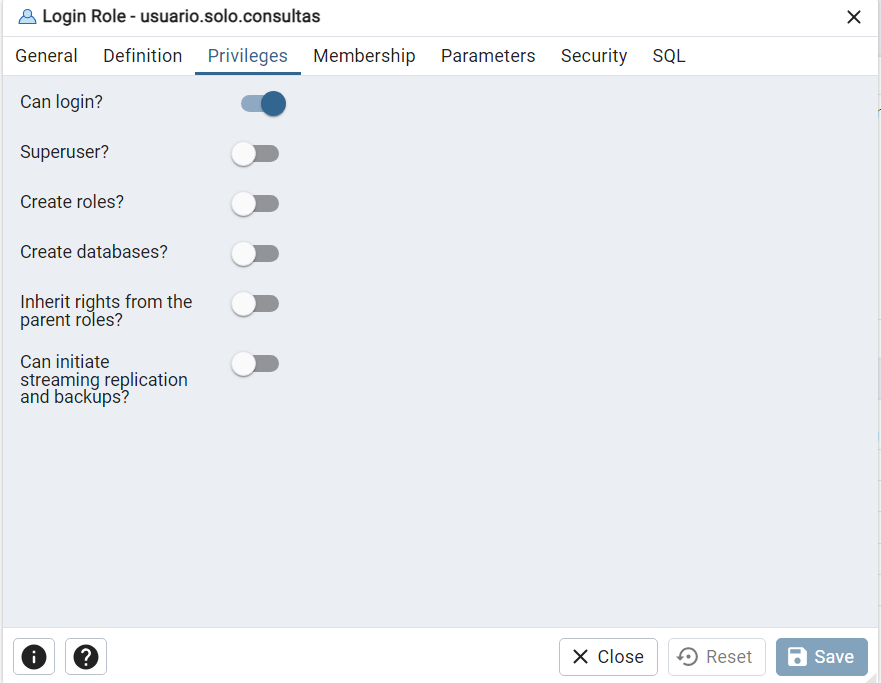 Login Role - usuario.solo.consultas
General Definition Privileges Membership Parameters Security SQL
Can login?
Superuser?
Create roles?
Create databases?
Inherit rights from the
parent roles?
Can initiate
streaming replication
and backups?
Close Reset Save